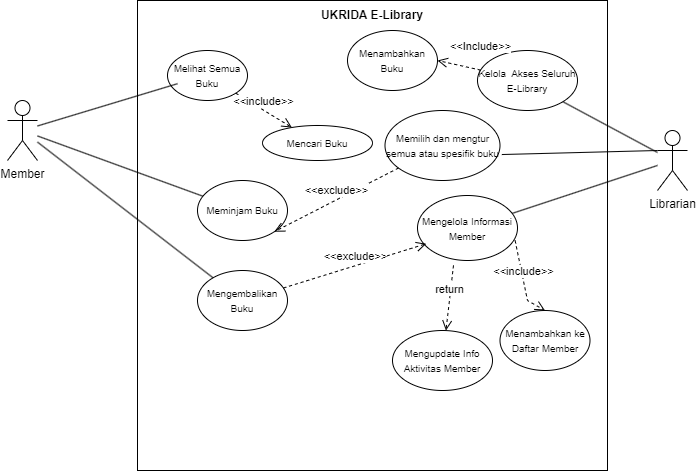 UKRIDA E-Library
Menambahkan
Buku
<<Include>>
Kelola Akses Seluruh
E-Library
Melihat Semua
Buku
<<include>>
Mencari Buku
Memilih dan mengtur
semua atau spesifik buku
Member
Librarian
<<exclude>>
Meminjam Buku
Mengelola Informasi
Member
<<exclude>>
<<include>>
Mengembalikan
Buku
return
Menambahkan ke
Daftar Member
Mengupdate Info
Aktivitas Member